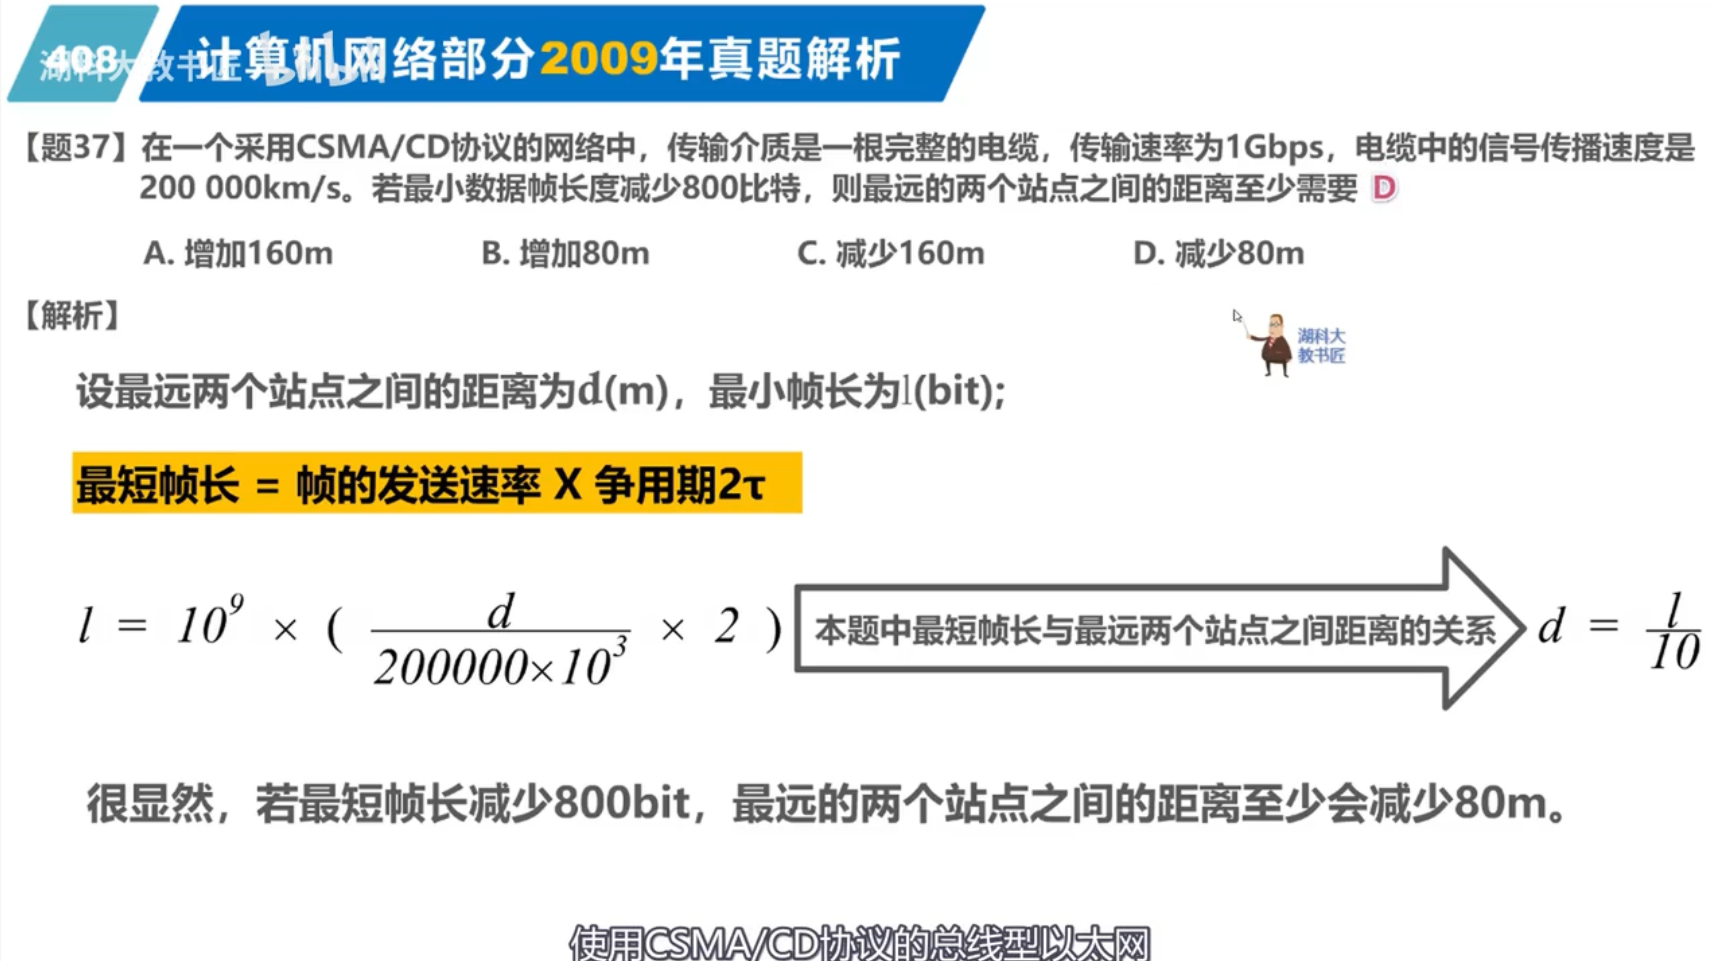 408 计算机网络部分2009年真题解析
湖科大教书匠 bilibili
【题37】在一个采用CSMA/CD协议的网络中，传输介质是一根完整的电缆，传输速率为1Gbps，电缆中的信号传播速度是
200 000km/s。若最小数据帧长度减少800比特，则最远的两个站点之间的距离至少需要 D
A. 增加160m B. 增加80m C. 减少160m D. 减少80m
【解析】
湖科大
教书匠
设最远两个站点之间的距离为d(m)，最小帧长为l(bit);
最短帧长 = 帧的发送速率 X 争用期2τ
l = 10⁹ × ( d / 200000×10³ × 2 ) 本题中最短帧长与最远两个站点之间距离的关系 d = l / 10
很显然，若最短帧长减少800bit，最远的两个站点之间的距离至少会减少80m。
使用CSMA/CD协议的总线型以太网